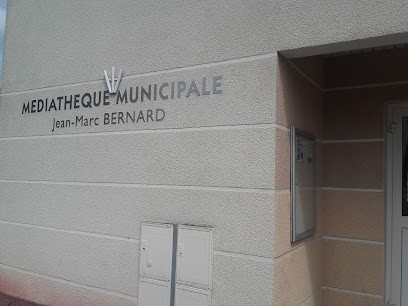 MEDIATHEQUE MUNICIPALE
Jean-Marc BERNARD